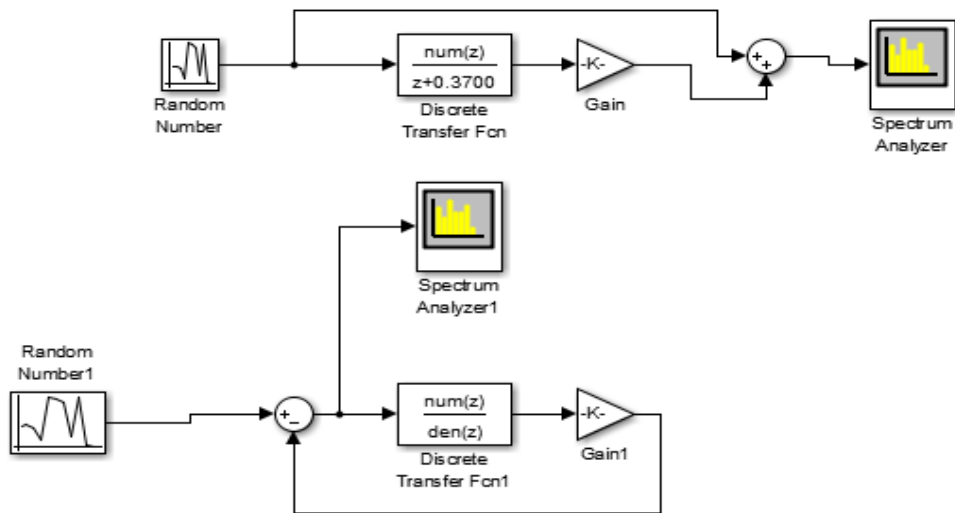 Random
Number
num(z)
z+0.3700
Discrete
Transfer Fcn
-K-
Gain
+
+
Spectrum
Analyzer
Spectrum
Analyzer1
Random
Number1
+
−
num(z)
den(z)
Discrete
Transfer Fcn1
-K-
Gain1